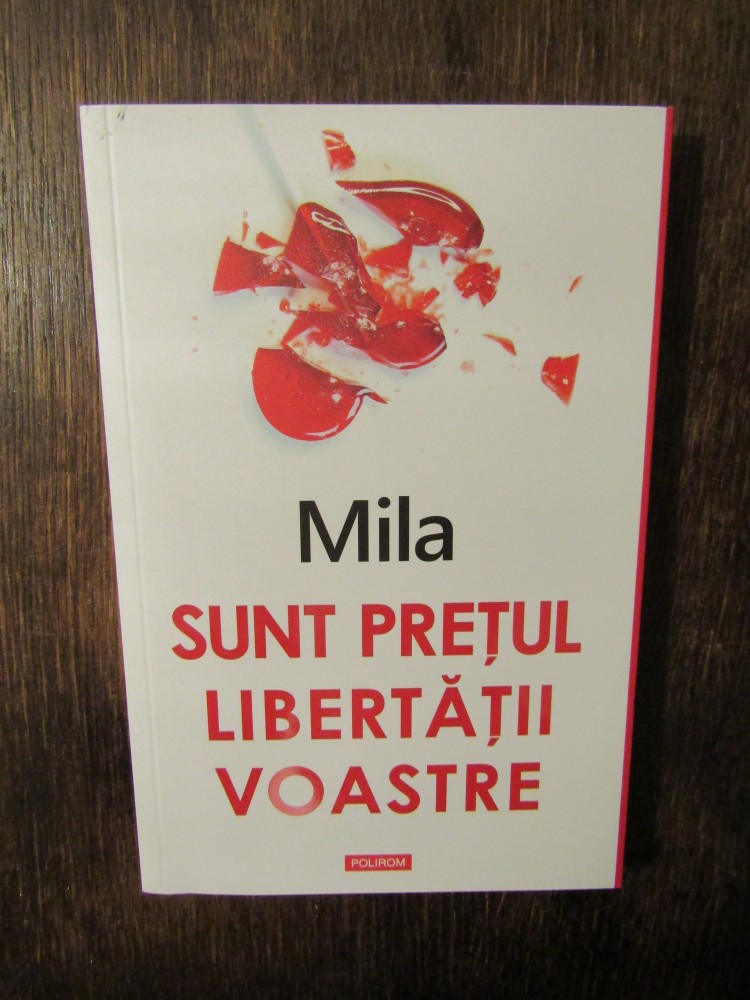 Mila
SUNT PREȚUL
LIBERTĂȚII
VOASTRE
POLIROM